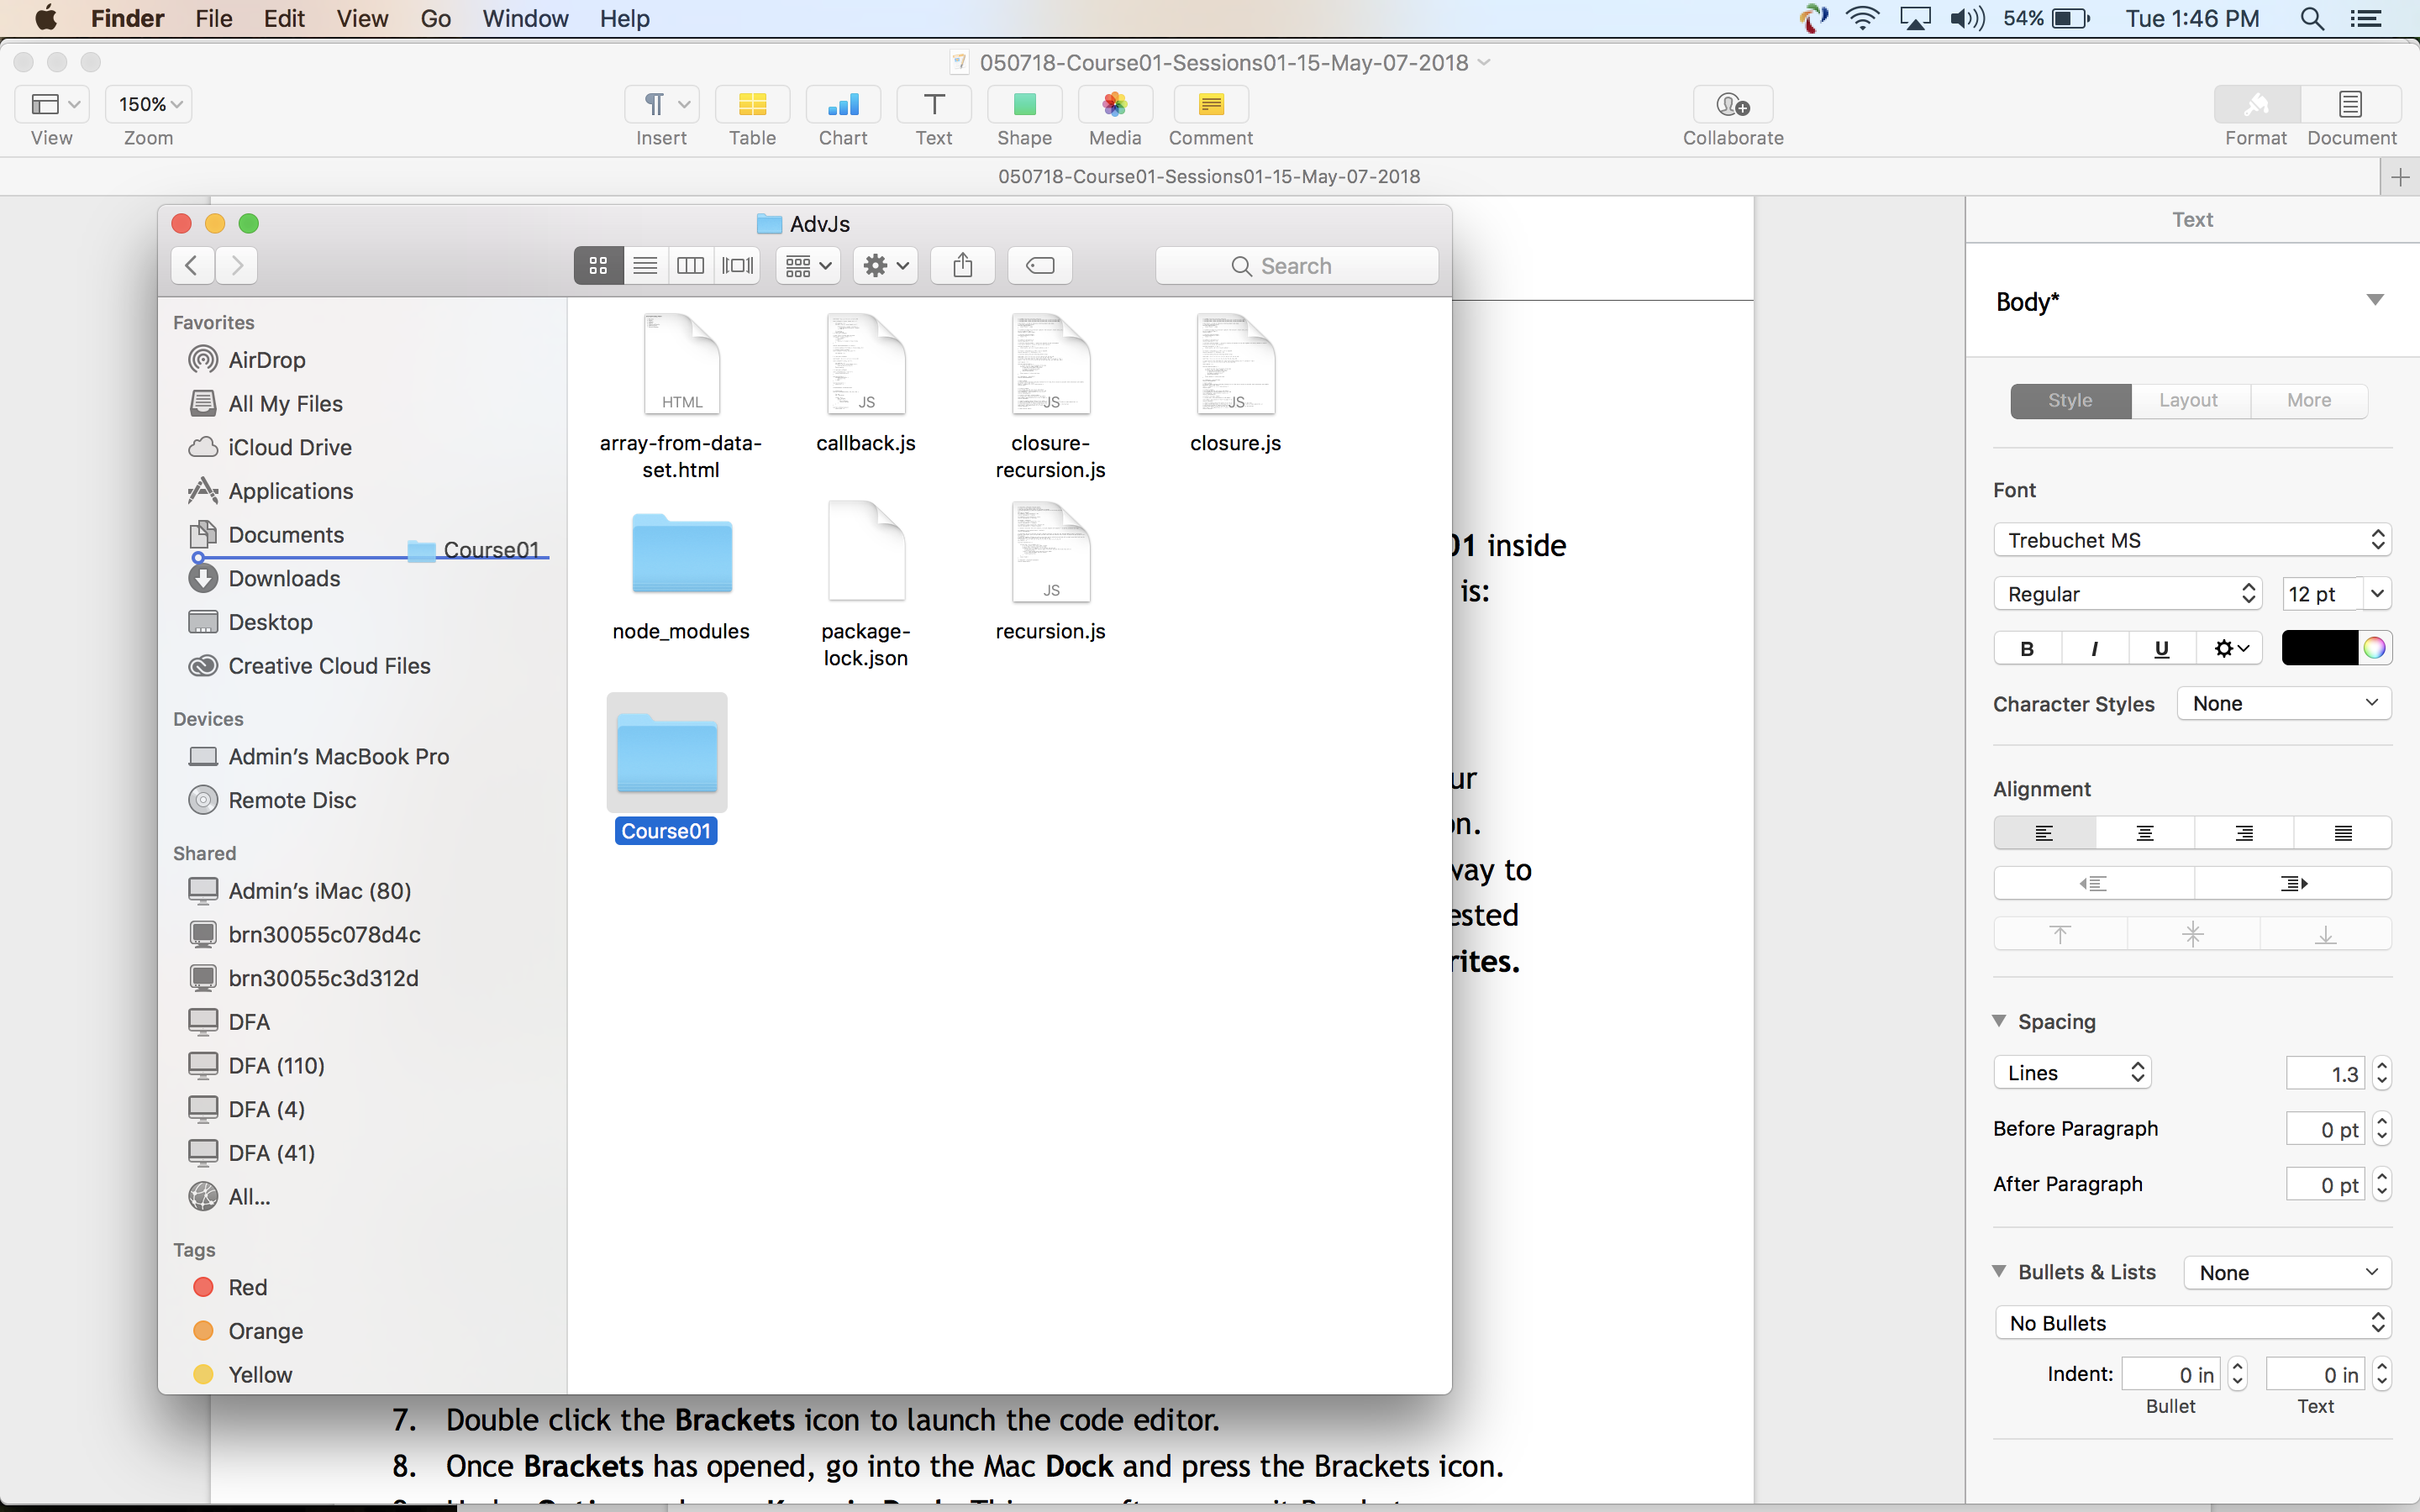 Finder File Edit View Go Window Help 54% Tue 1:46 PM
050718-Course01-Sessions01-15-May-07-2018
150%
View Zoom Insert Table Chart Text Shape Media Comment Collaborate Format Document
050718-Course01-Sessions01-15-May-07-2018
AdvJs
Search
Favorites
AirDrop
All My Files
iCloud Drive
Applications
Documents
Course01
Downloads
Desktop
Creative Cloud Files
Devices
Admin's MacBook Pro
Remote Disc
Shared
Admin's iMac (80)
brn30055c078d4c
brn30055c3d312d
DFA
DFA (110)
DFA (4)
DFA (41)
All...
Tags
Red
Orange
Yellow
HTML
array-from-data-
set.html
JS
callback.js
JS
closure-
recursion.js
JS
closure.js
node_modules
package-
lock.json
JS
recursion.js
Course01
01 inside
is:
ur
on.
way to
ested
rites.
7. Double click the Brackets icon to launch the code editor.
8. Once Brackets has opened, go into the Mac Dock and press the Brackets icon.
Text
Body*
Style Layout More
Font
Trebuchet MS
Regular 12 pt
B I U
Character Styles None
Alignment
Spacing
Lines 1.3
Before Paragraph 0 pt
After Paragraph 0 pt
Bullets & Lists None
No Bullets
Indent: 0 in 0 in
Bullet Text